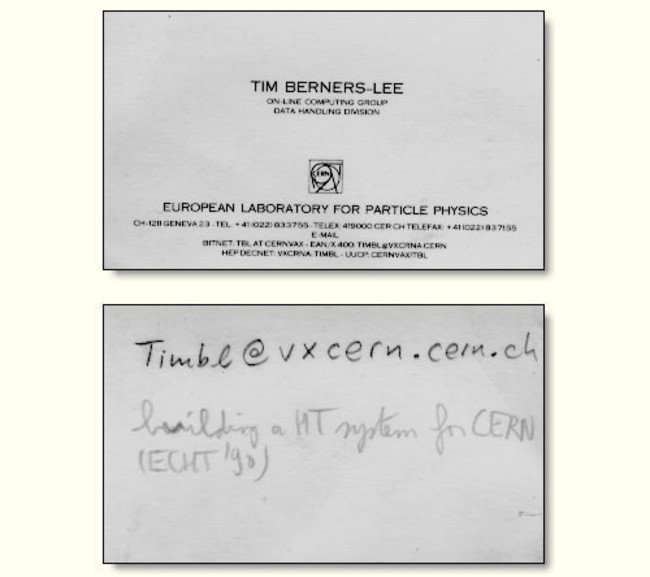 TIM BERNERS-LEE
ON-LINE COMPUTING GROUP
DATA HANDLING DIVISION
CERN
EUROPEAN LABORATORY FOR PARTICLE PHYSICS
CH-1211 GENEVA 23 - TEL. +41 (022) 833755 - TELEX: 419000 CER CH TELEFAX: +41 (022) 837155
E-MAIL
BITNET: TBL AT CERNVAX - EAN/X.400: TIMBL@VXCRNA.CERN
HEP DECNET: VXCRNA::TIMBL - UUCP: CERNVAX!TBL
Timbl@vxcern.cern.ch
building a HT system for CERN
(ECHT '90)